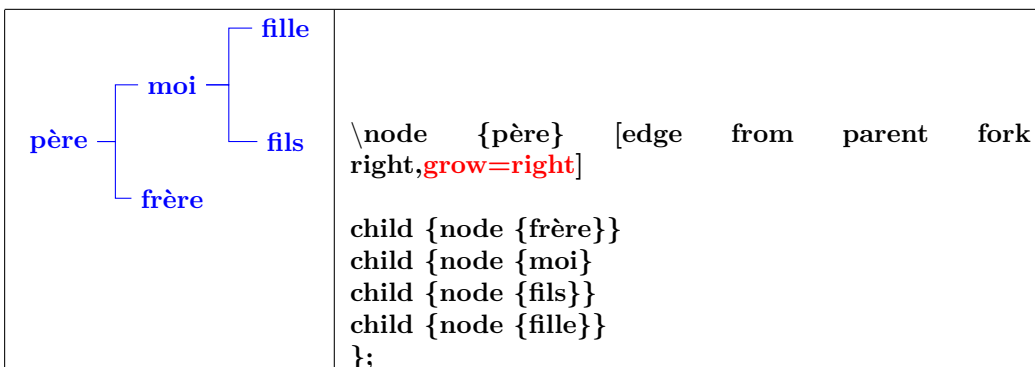 fille
moi
père
fils
frère
\node {père} [edge from parent fork
right,grow=right]
child {node {frère}}
child {node {moi}
child {node {fils}}
child {node {fille}}
};